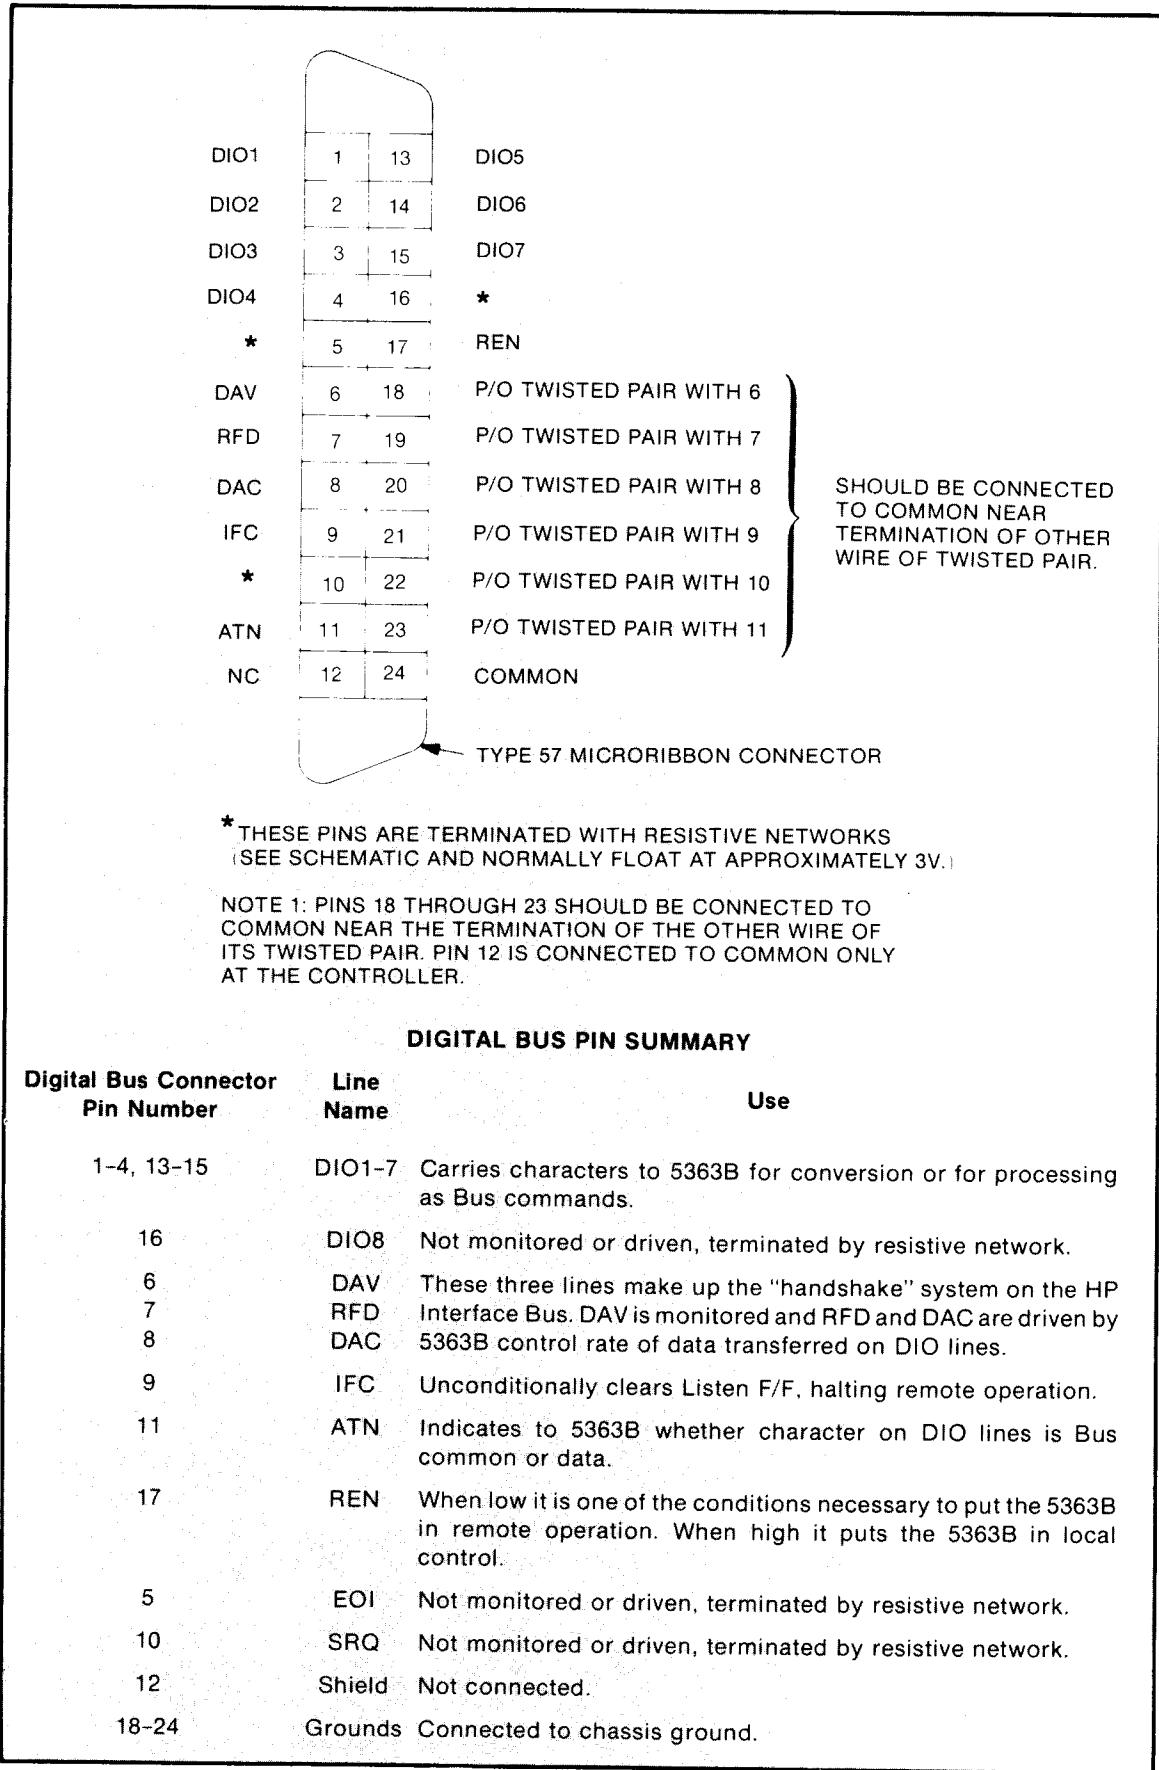 DIO1 1 13 DIO5
DIO2 2 14 DIO6
DIO3 3 15 DIO7
DIO4 4 16 *
* 5 17 REN
DAV 6 18 P/O TWISTED PAIR WITH 6
RFD 7 19 P/O TWISTED PAIR WITH 7
DAC 8 20 P/O TWISTED PAIR WITH 8
IFC 9 21 P/O TWISTED PAIR WITH 9
* 10 22 P/O TWISTED PAIR WITH 10
ATN 11 23 P/O TWISTED PAIR WITH 11
NC 12 24 COMMON
SHOULD BE CONNECTED
TO COMMON NEAR
TERMINATION OF OTHER
WIRE OF TWISTED PAIR.
TYPE 57 MICRORIBBON CONNECTOR
*THESE PINS ARE TERMINATED WITH RESISTIVE NETWORKS
(SEE SCHEMATIC AND NORMALLY FLOAT AT APPROXIMATELY 3V.)
NOTE 1: PINS 18 THROUGH 23 SHOULD BE CONNECTED TO
COMMON NEAR THE TERMINATION OF THE OTHER WIRE OF
ITS TWISTED PAIR. PIN 12 IS CONNECTED TO COMMON ONLY
AT THE CONTROLLER.
DIGITAL BUS PIN SUMMARY
Digital Bus Connector Line
Pin Number Name Use
1-4, 13-15 DIO1-7 Carries characters to 5363B for conversion or for processing
as Bus commands.
16 DIO8 Not monitored or driven, terminated by resistive network.
6 DAV These three lines make up the "handshake" system on the HP
7 RFD Interface Bus. DAV is monitored and RFD and DAC are driven by
8 DAC 5363B control rate of data transferred on DIO lines.
9 IFC Unconditionally clears Listen F/F, halting remote operation.
11 ATN Indicates to 5363B whether character on DIO lines is Bus
common or data.
17 REN When low it is one of the conditions necessary to put the 5363B
in remote operation. When high it puts the 5363B in local
control.
5 EOI Not monitored or driven, terminated by resistive network.
10 SRQ Not monitored or driven, terminated by resistive network.
12 Shield Not connected.
18-24 Grounds Connected to chassis ground.